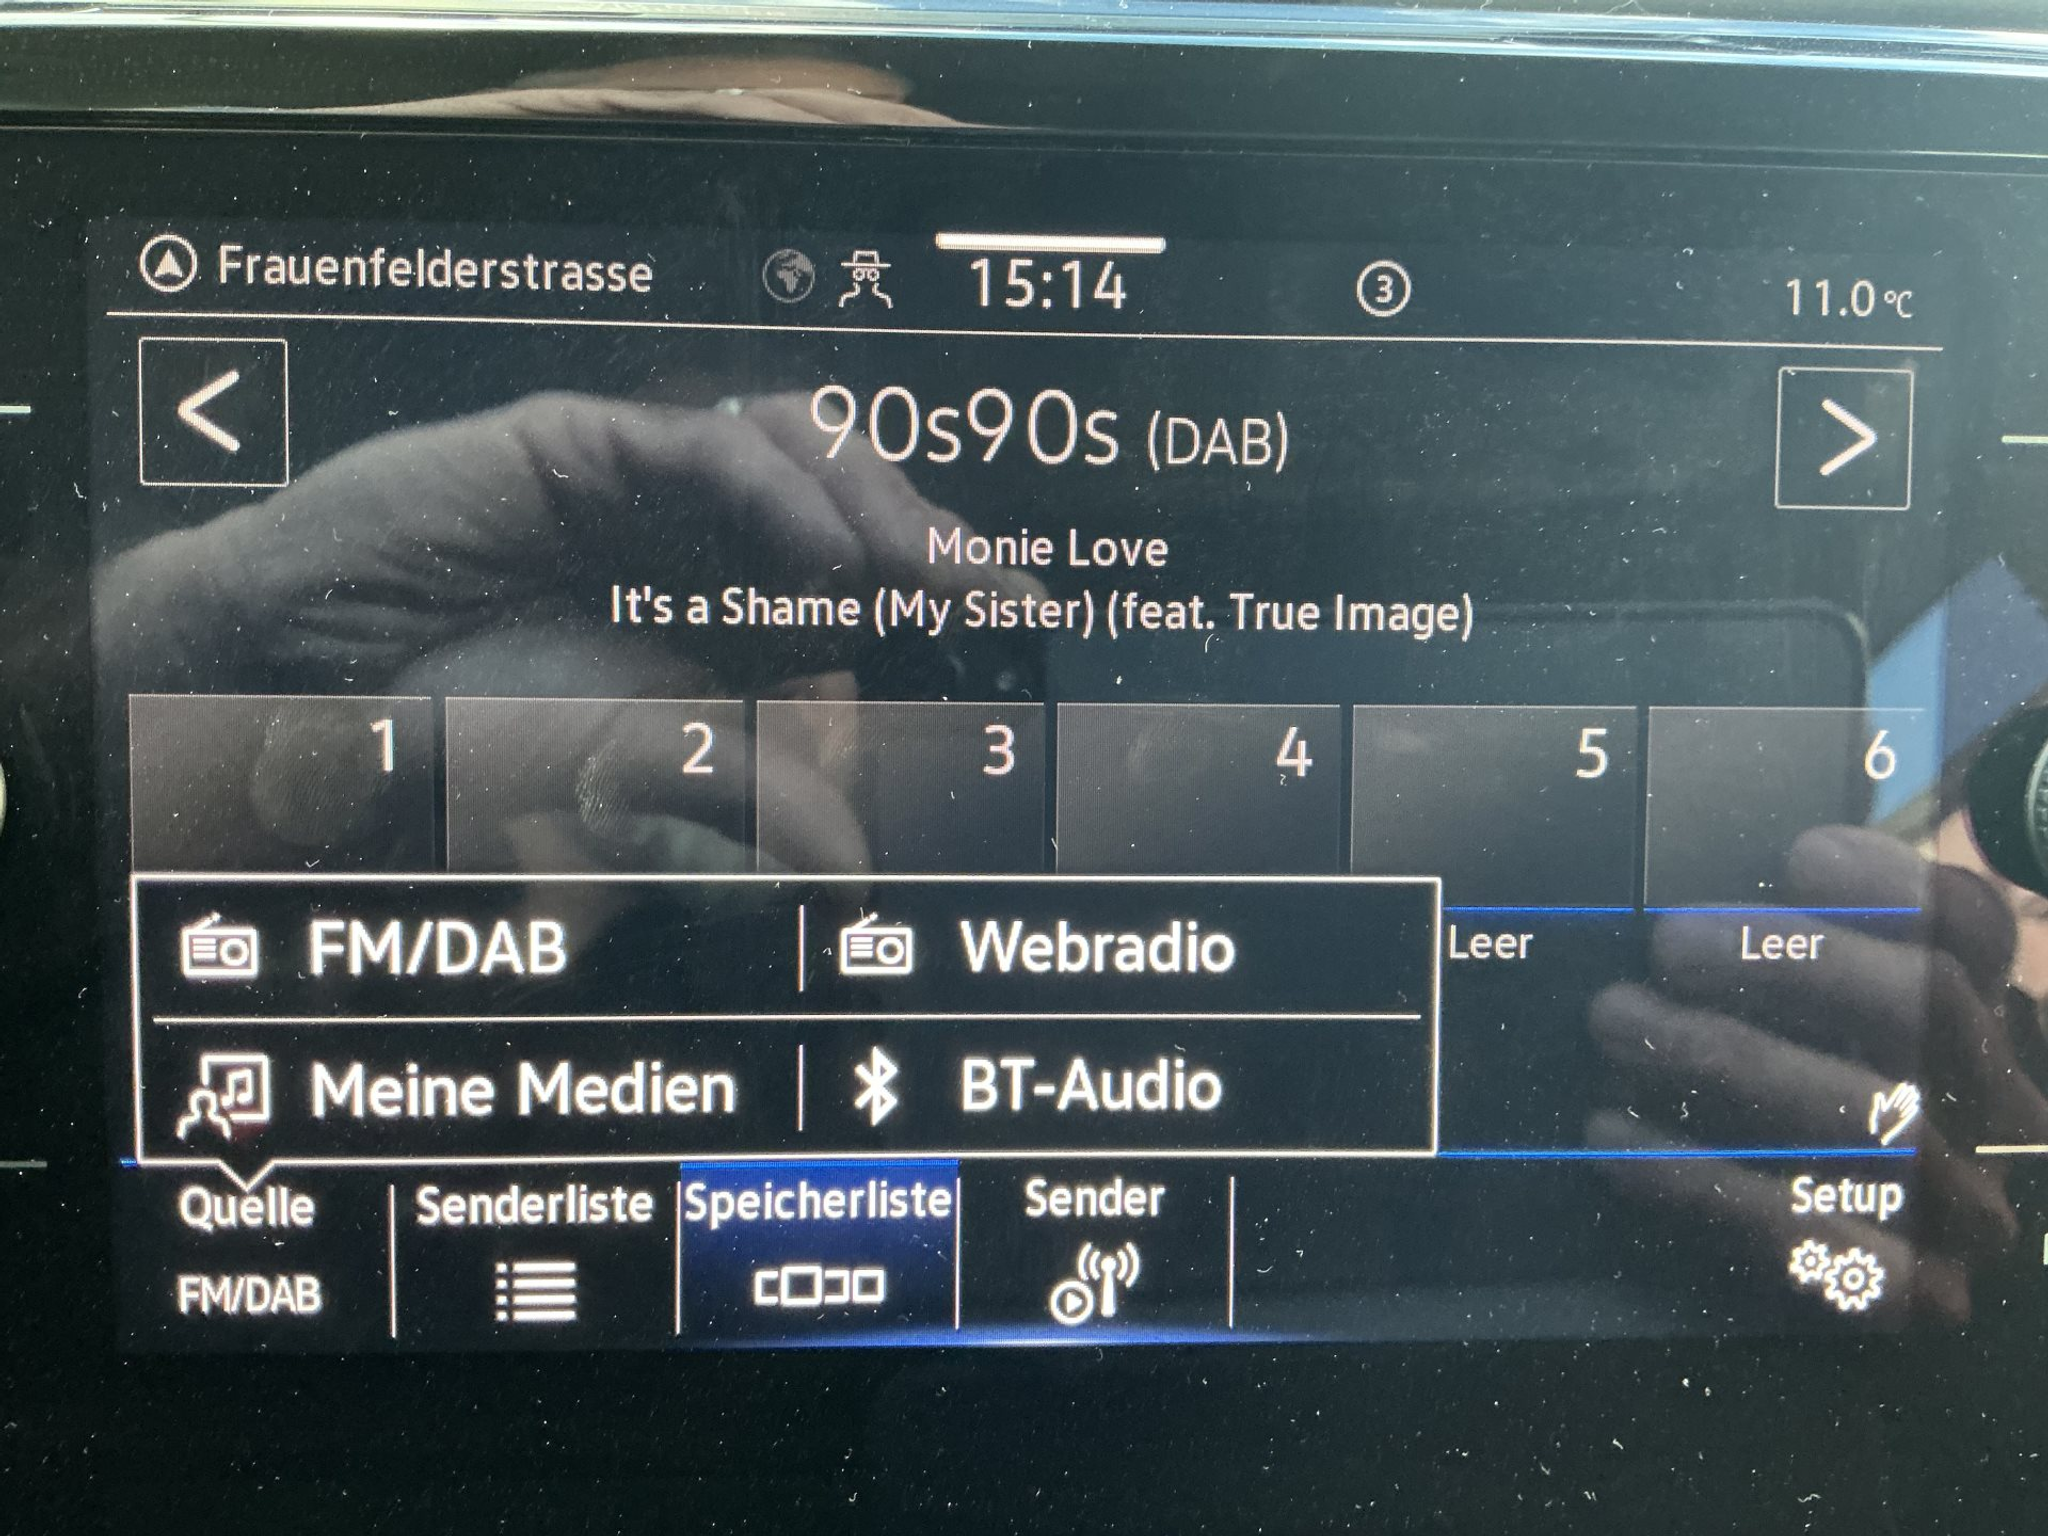 Frauenfelderstrasse 15:14 3 11.0 °C
< 90s90s (DAB) >
Monie Love
It's a Shame (My Sister) (feat. True Image)
1 2 3 4 5 6
FM/DAB Webradio Leer Leer
Meine Medien BT-Audio
Quelle Senderliste Speicherliste Sender Setup
FM/DAB